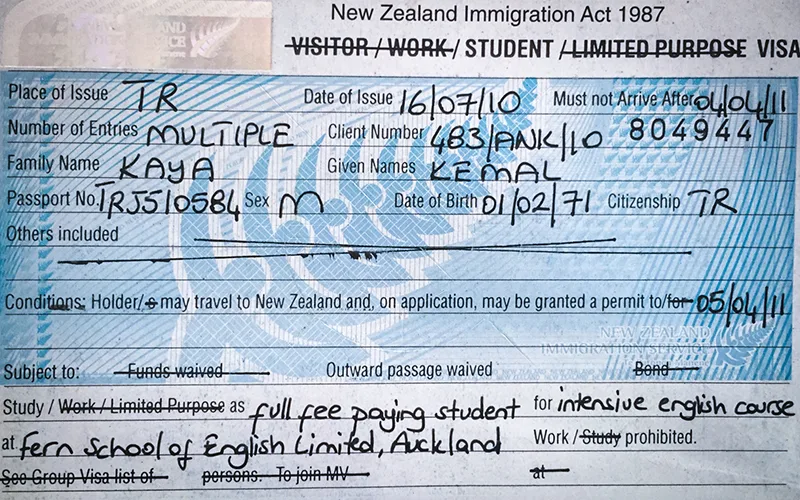 New Zealand Immigration Act 1987
VISITOR / WORK / STUDENT / LIMITED PURPOSE VISA
Place of Issue TR Date of Issue 16/07/10 Must not Arrive After 04/04/11
Number of Entries MULTIPLE Client Number 4B3/ANK/10 8049447
Family Name KAYA Given Names KEMAL
Passport No. TRJ510584 Sex M Date of Birth 01/02/71 Citizenship TR
Others included
Conditions: Holder/s may travel to New Zealand and, on application, may be granted a permit to/for 05/04/11
NEW ZEALAND
IMMIGRATION SERVICE
Subject to: Funds waived Outward passage waived Bond
Study / Work / Limited Purpose as full fee paying student for intensive english course
at fern School of English Limited, Auckland Work / Study prohibited.
See Group Visa list of persons. To join MV at